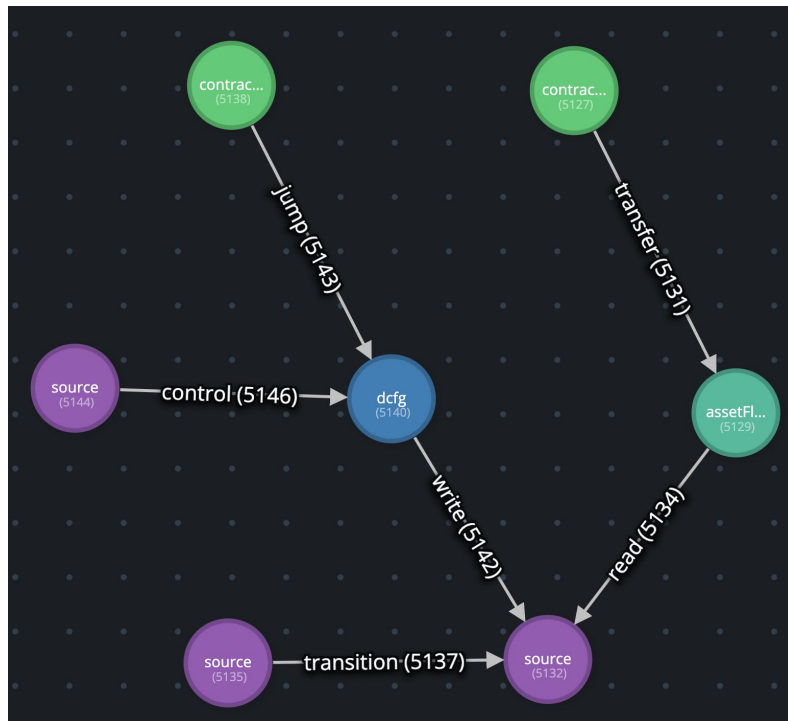 contrac...
(5138)
contrac...
(5127)
jump (5143)
transfer (5131)
source
(5144)
control (5146)
dcfg
(5140)
assetFl...
(5129)
write (5142)
read (5134)
source
(5135)
transition (5137)
source
(5132)